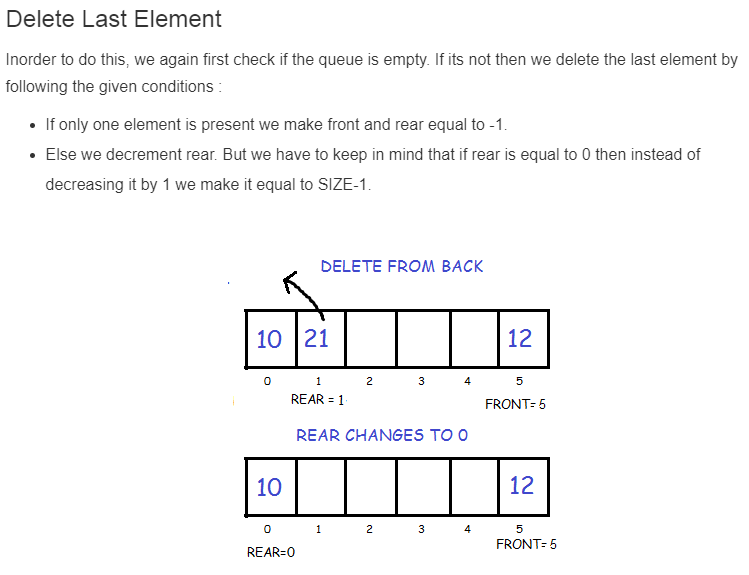 Delete Last Element
Inorder to do this, we again first check if the queue is empty. If its not then we delete the last element by
following the given conditions :
• If only one element is present we make front and rear equal to -1.
• Else we decrement rear. But we have to keep in mind that if rear is equal to 0 then instead of
decreasing it by 1 we make it equal to SIZE-1.
DELETE FROM BACK
10 21 12
0 1 2 3 4 5
REAR = 1 FRONT= 5
REAR CHANGES TO 0
10 12
0 1 2 3 4 5
REAR=0 FRONT= 5